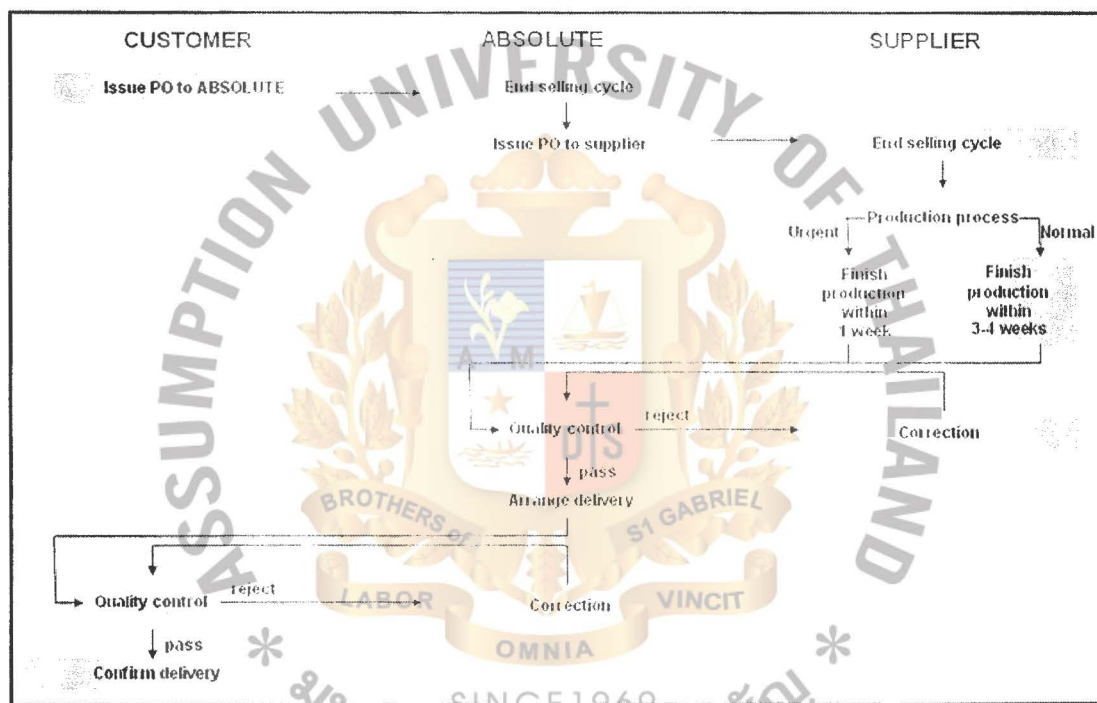 CUSTOMER
ABSOLUTE
SUPPLIER
Issue PO to ABSOLUTE
End selling cycle
Issue PO to supplier
End selling cycle
Production process
Urgent
Normal
Finish
production
within
1 week
Finish
production
within
3-4 weeks
Quality control
reject
Correction
pass
Arrange delivery
Quality control
reject
Correction
pass
Confirm delivery
ASSUMPTION UNIVERSITY OF THAILAND
A M
D S
BROTHERS of
S1 GABRIEL
LABOR
OMNIA
VINCIT
* *
SINCE1969